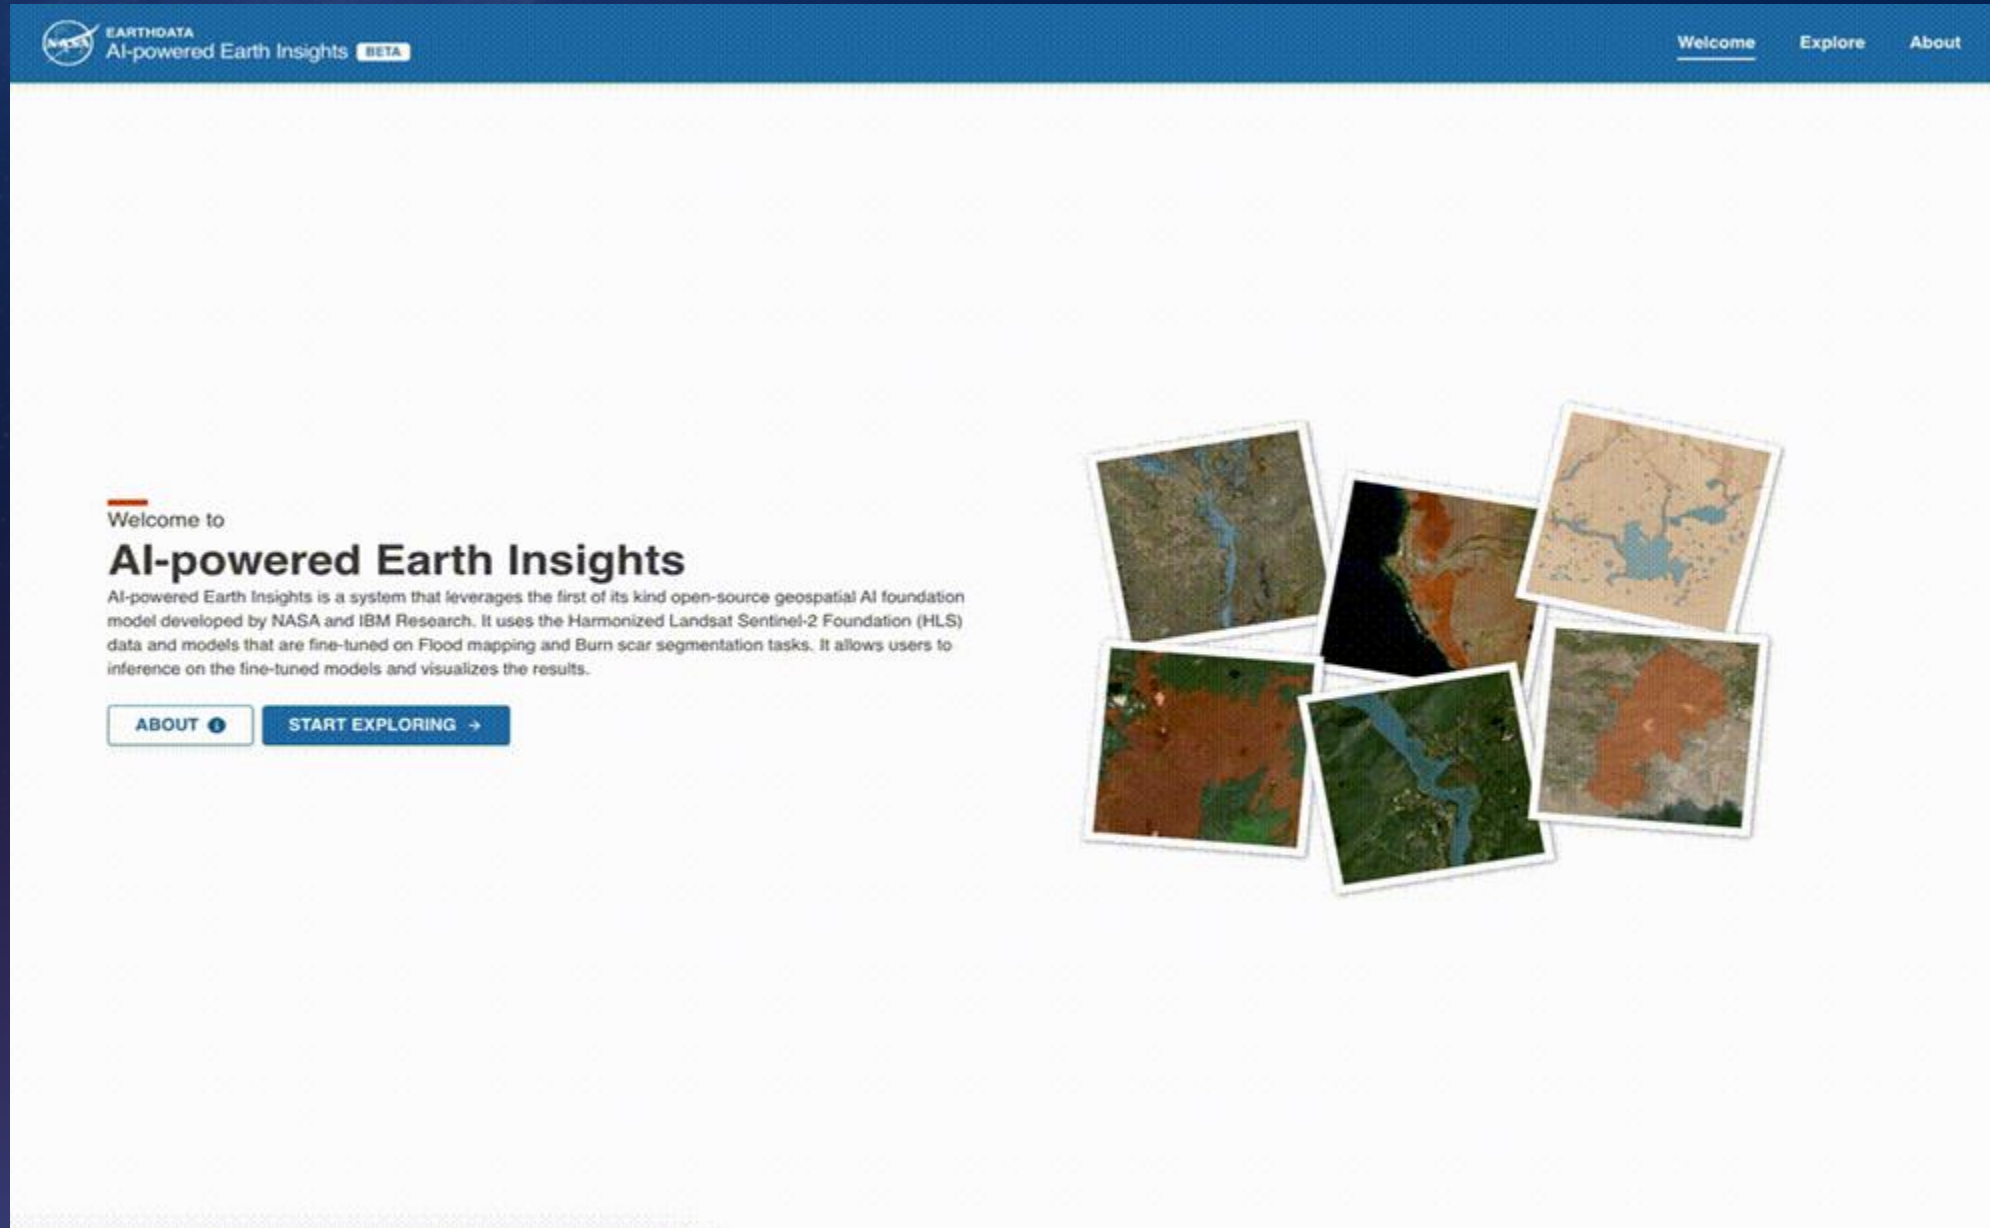 NASA
EARTHDATA
AI-powered Earth Insights BETA
Welcome Explore About
Welcome to
AI-powered Earth Insights
AI-powered Earth Insights is a system that leverages the first of its kind open-source geospatial AI foundation
model developed by NASA and IBM Research. It uses the Harmonized Landsat Sentinel-2 Foundation (HLS)
data and models that are fine-tuned on Flood mapping and Burn scar segmentation tasks. It allows users to
inference on the fine-tuned models and visualizes the results.
ABOUT START EXPLORING →